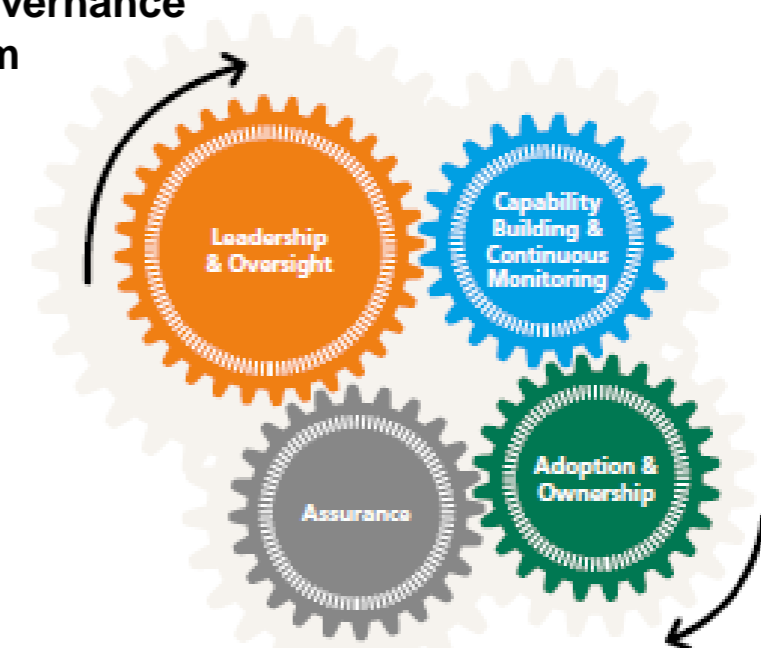 vernance
m
Leadership
& Oversight
Capability
Building &
Continuous
Monitoring
Adoption &
Ownership
Assurance